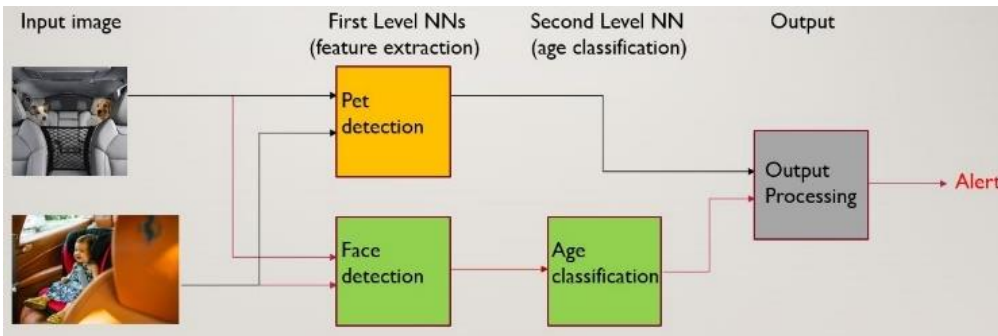 Input image
First Level NNs
(feature extraction)
Second Level NN
(age classification)
Output
Pet
detection
Output
Processing
Alert
Face
detection
Age
classification